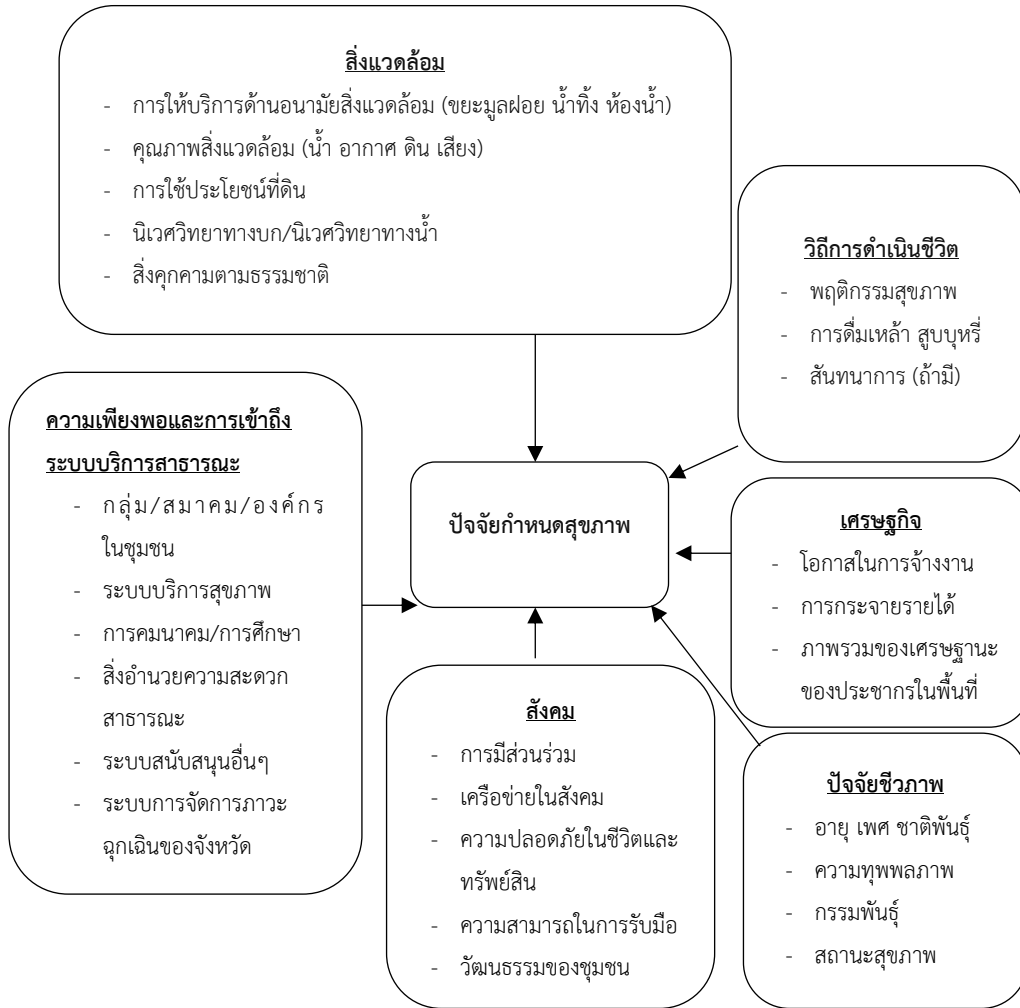 สิ่งแวดล้อม
- การให้บริการด้านอนามัยสิ่งแวดล้อม (ขยะมูลฝอย น้ำทิ้ง ห้องน้ำ)
- คุณภาพสิ่งแวดล้อม (น้ำ อากาศ ดิน เสียง)
- การใช้ประโยชน์ที่ดิน
- นิเวศวิทยาทางบก/นิเวศวิทยาทางน้ำ
- สิ่งคุกคามตามธรรมชาติ
วิถีการดำเนินชีวิต
- พฤติกรรมสุขภาพ
- การดื่มเหล้า สูบบุหรี่
- สันทนาการ (ถ้ามี)
ความเพียงพอและการเข้าถึง
ระบบบริการสาธารณะ
- กลุ่ม/สมาคม/องค์กร
ในชุมชน
- ระบบบริการสุขภาพ
- การคมนาคม/การศึกษา
สิ่งอำนวยความสะดวก
สาธารณะ
- ระบบสนับสนุนอื่นๆ
- ระบบการจัดการภาวะ
ฉุกเฉินของจังหวัด
ปัจจัยกำหนดสุขภาพ
เศรษฐกิจ
- โอกาสในการจ้างงาน
- การกระจายรายได้
- ภาพรวมของเศรษฐานะ
ของประชากรในพื้นที่
สังคม
- การมีส่วนร่วม
- เครือข่ายในสังคม
- ความปลอดภัยในชีวิตและ
ทรัพย์สิน
- ความสามารถในการรับมือ
- วัฒนธรรมของชุมชน
ปัจจัยชีวภาพ
- อายุ เพศ ชาติพันธุ์
- ความทุพพลภาพ
- กรรมพันธุ์
- สถานะสุขภาพ